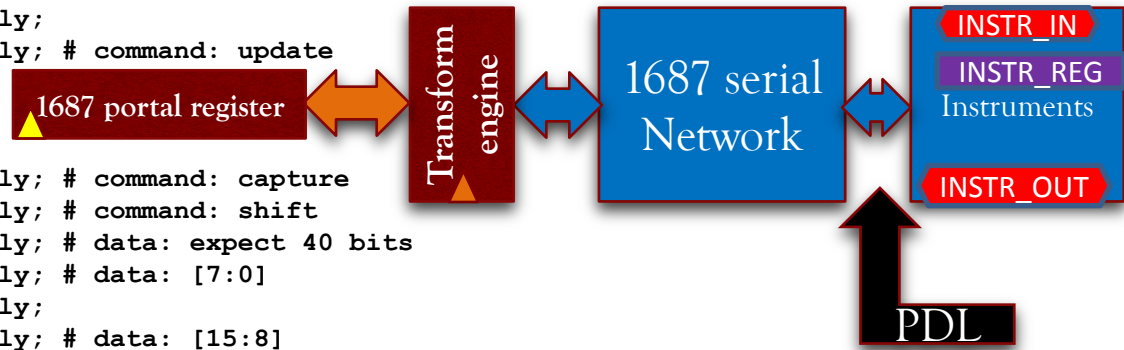 ly;
ly; # command: update
1687 portal register
Transform
engine
1687 serial
Network
INSTR_IN
INSTR_REG
Instruments
INSTR_OUT
ly; # command: capture
ly; # command: shift
ly; # data: expect 40 bits
ly; # data: [7:0]
ly;
ly; # data: [15:8]
PDL